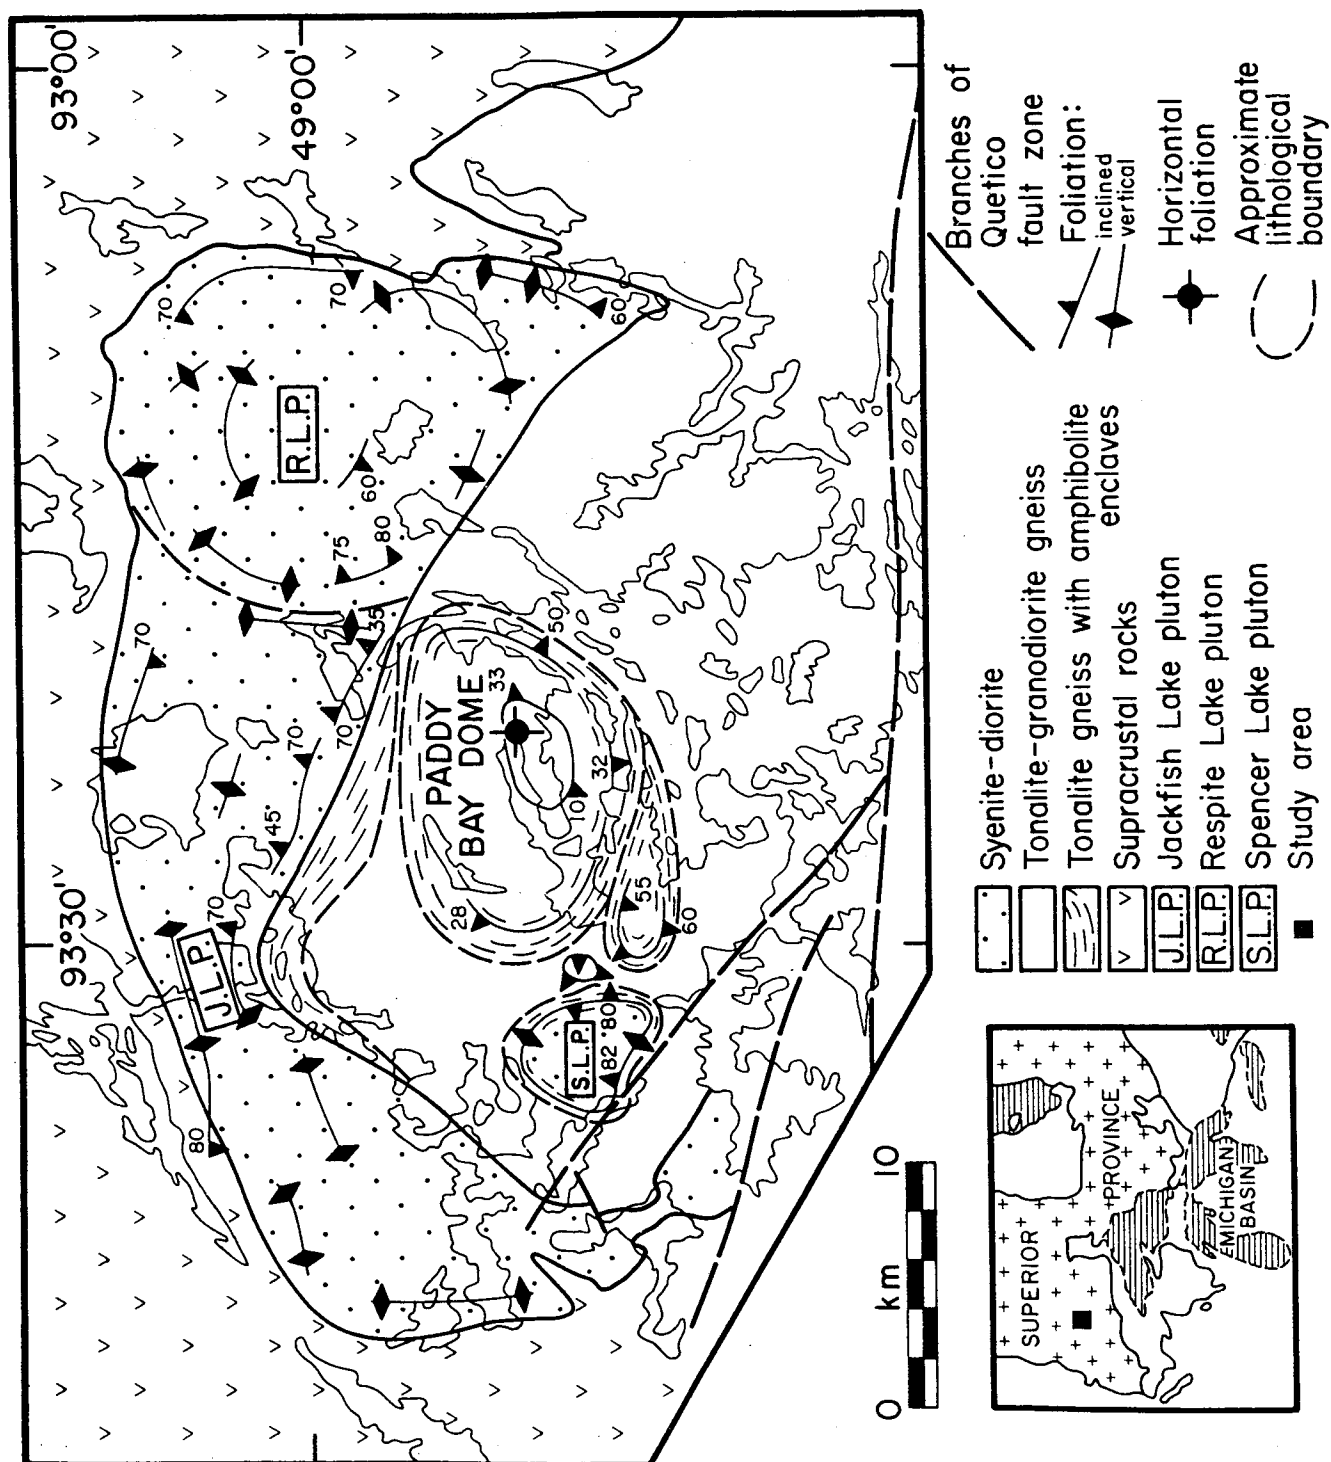 93°30'
93°00'
49°00'
80
J.L.P.
70
45°
70
70
70
35
75
80
60
R.L.P.
70
70
60
PADDY
BAY DOME
28
33
50
10
32
55
60
S.L.P.
82
80
0 km 10
Syenite-diorite
Tonalite-granodiorite gneiss
Tonalite gneiss with amphibolite
enclaves
Supracrustal rocks
J.L.P. Jackfish Lake pluton
R.L.P. Respite Lake pluton
S.L.P. Spencer Lake pluton
Study area
Branches of
Quetico
fault zone
Foliation:
inclined
vertical
Horizontal
foliation
Approximate
lithological
boundary
SUPERIOR
PROVINCE
MICHIGAN
BASIN